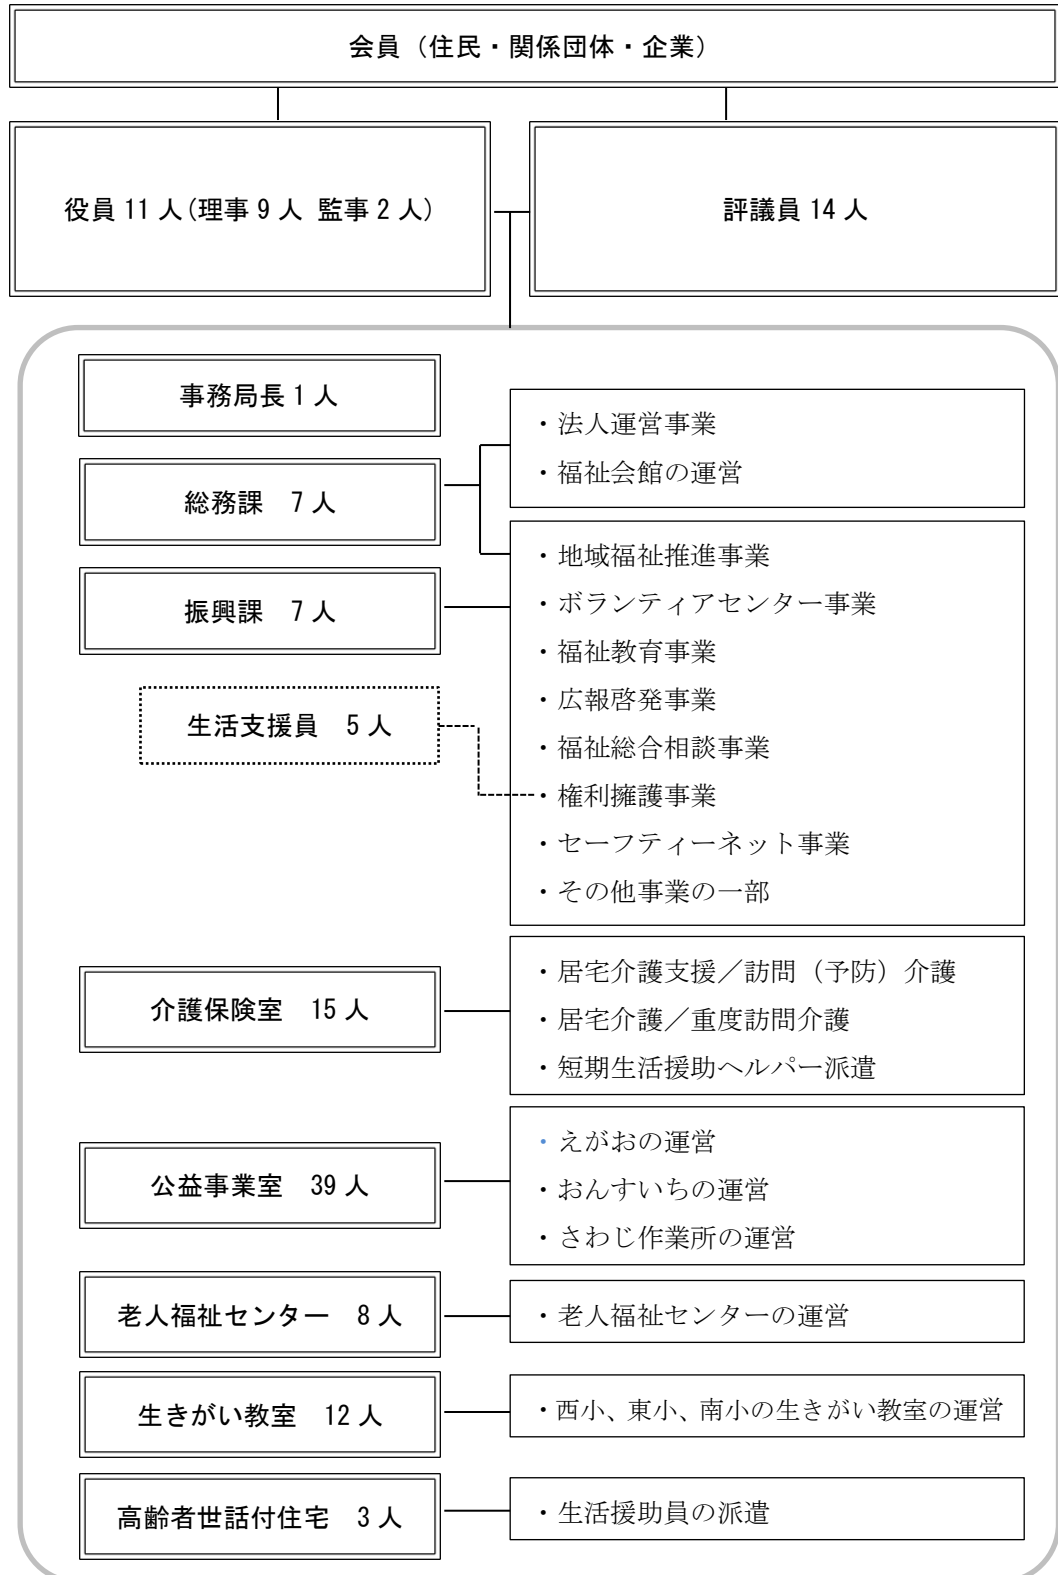 会員（住民・関係団体・企業）
役員 11 人(理事 9 人 監事 2 人)
評議員 14 人
事務局長 1 人
・法人運営事業
・福祉会館の運営
総務課　7 人
・地域福祉推進事業
・ボランティアセンター事業
・福祉教育事業
・広報啓発事業
・福祉総合相談事業
・権利擁護事業
・セーフティーネット事業
・その他事業の一部
振興課　7 人
生活支援員　5 人
介護保険室　15 人
・居宅介護支援／訪問（予防）介護
・居宅介護／重度訪問介護
・短期生活援助ヘルパー派遣
公益事業室　39 人
・えがおの運営
・おんすいちの運営
・さわじ作業所の運営
老人福祉センター　8 人
・老人福祉センターの運営
生きがい教室　12 人
・西小、東小、南小の生きがい教室の運営
高齢者世話付住宅　3 人
・生活援助員の派遣